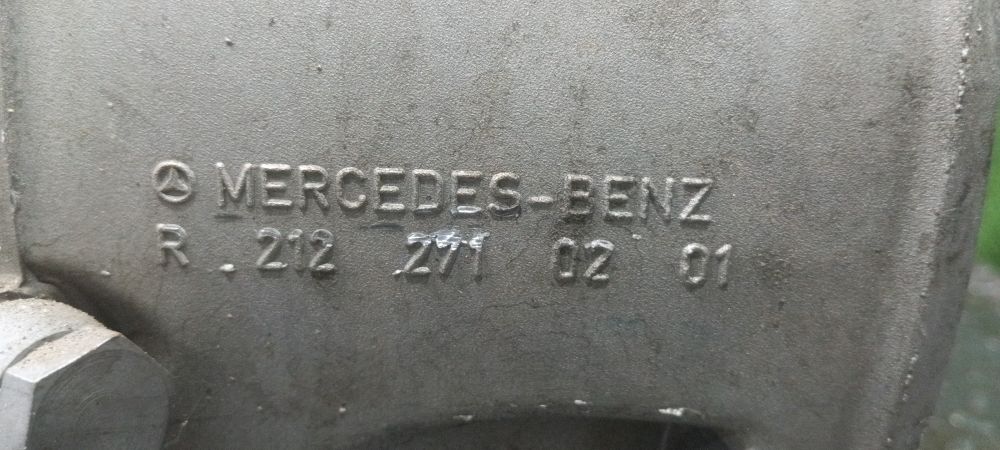 MERCEDES-BENZ
R 212 271 02 01